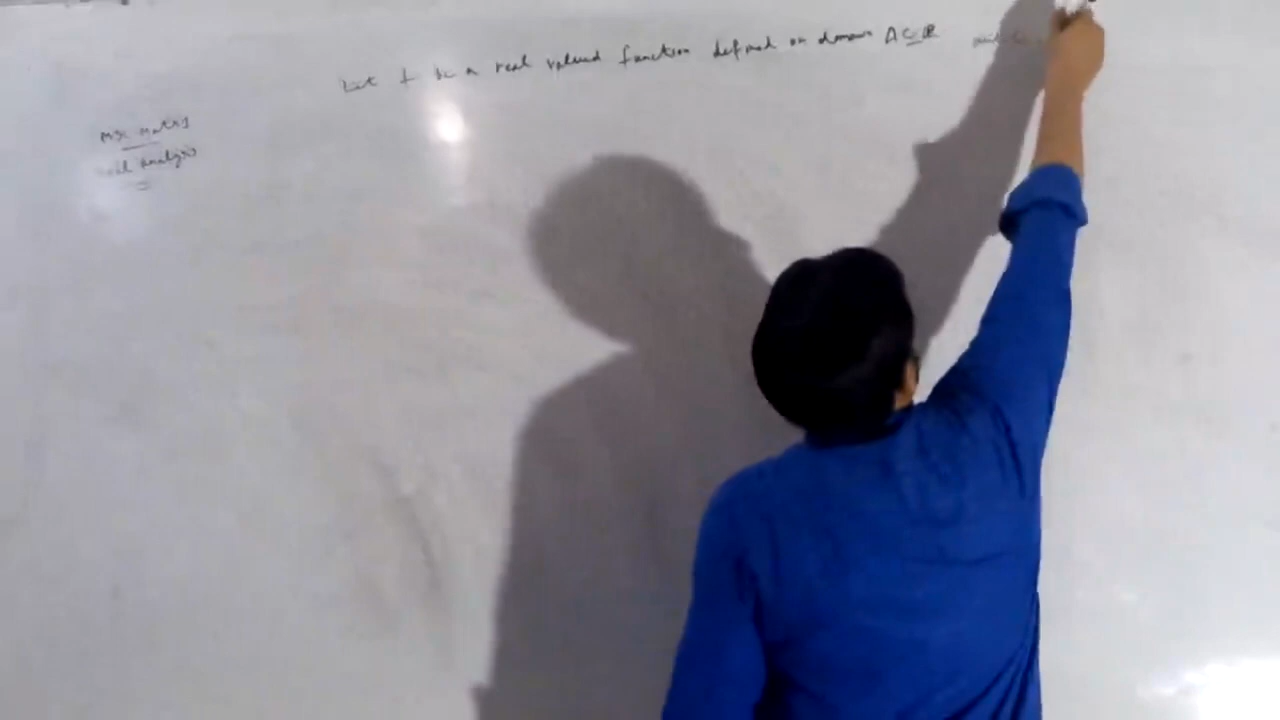 Let f be a real valued function defined on domain A ⊆ ℝ
MSc Maths
Real analysis